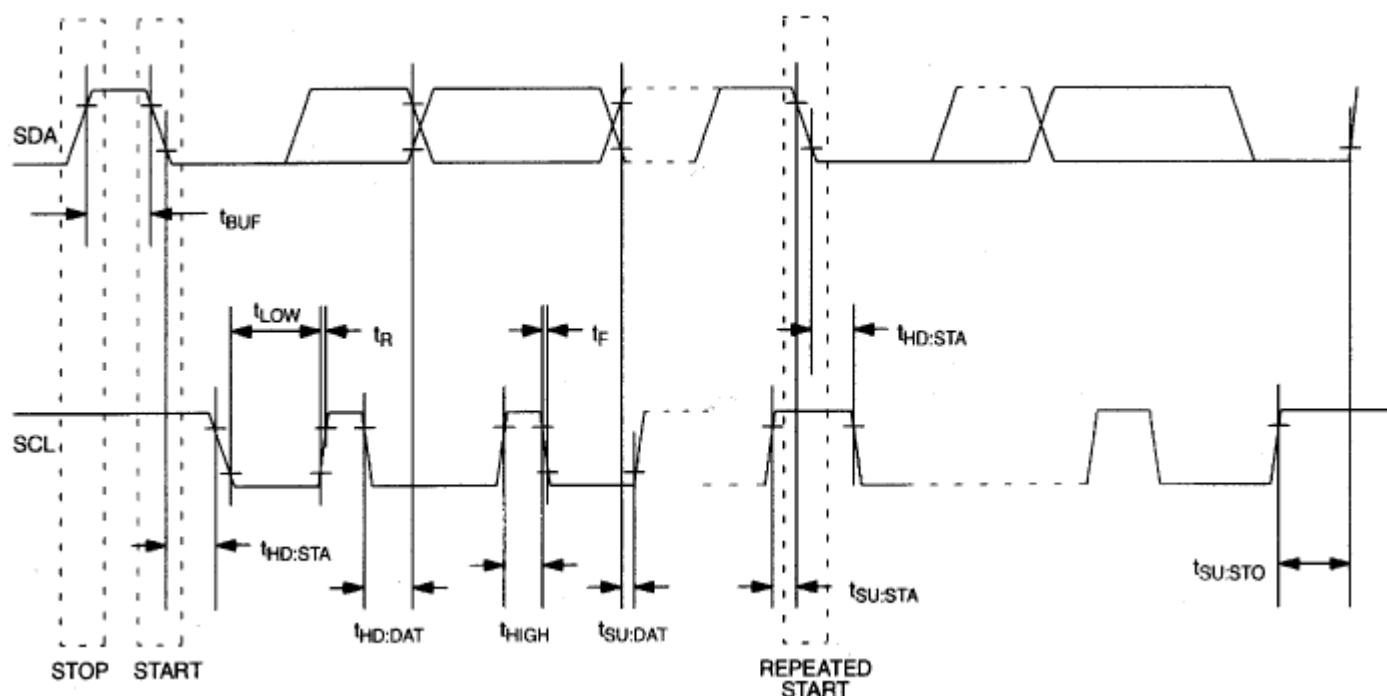 SDA
tBUF
tLOW
tR
tF
tHD:STA
SCL
tHD:STA
tHD:DAT
tHIGH
tSU:DAT
tSU:STA
tSU:STO
STOP
START
REPEATED
START